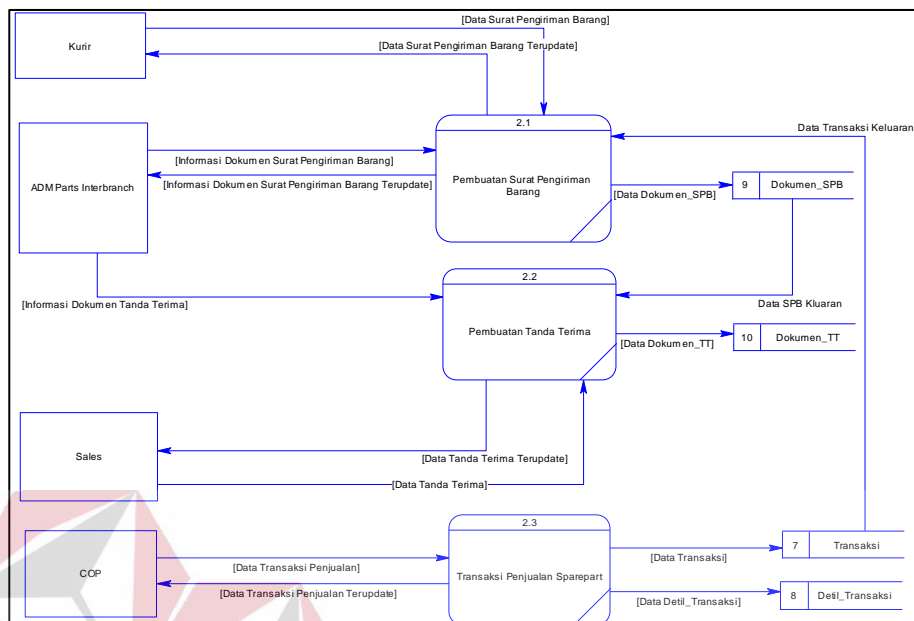 [Data Surat Pengiriman Barang]
Kurir
[Data Surat Pengiriman Barang Terupdate]
2.1
Data Transaksi Keluaran
[Informasi Dokumen Surat Pengiriman Barang]
ADM Parts Interbranch
[Informasi Dokumen Surat Pengiriman Barang Terupdate]
Pembuatan Surat Pengiriman
Barang
9 Dokumen_SPB
[Data Dokumen_SPB]
2.2
[Informasi Dokumen Tanda Terima]
Data SPB Kluaran
Pembuatan Tanda Terima
10 Dokumen_TT
[Data Dokumen_TT]
Sales
[Data Tanda Terima Terupdate]
[Data Tanda Terima]
2.3
7 Transaksi
[Data Transaksi]
COP
[Data Transaksi Penjualan]
Transaksi Penjualan Sparepart
[Data Transaksi Penjualan Terupdate]
8 Detil_Transaksi
[Data Detil_Transaksi]